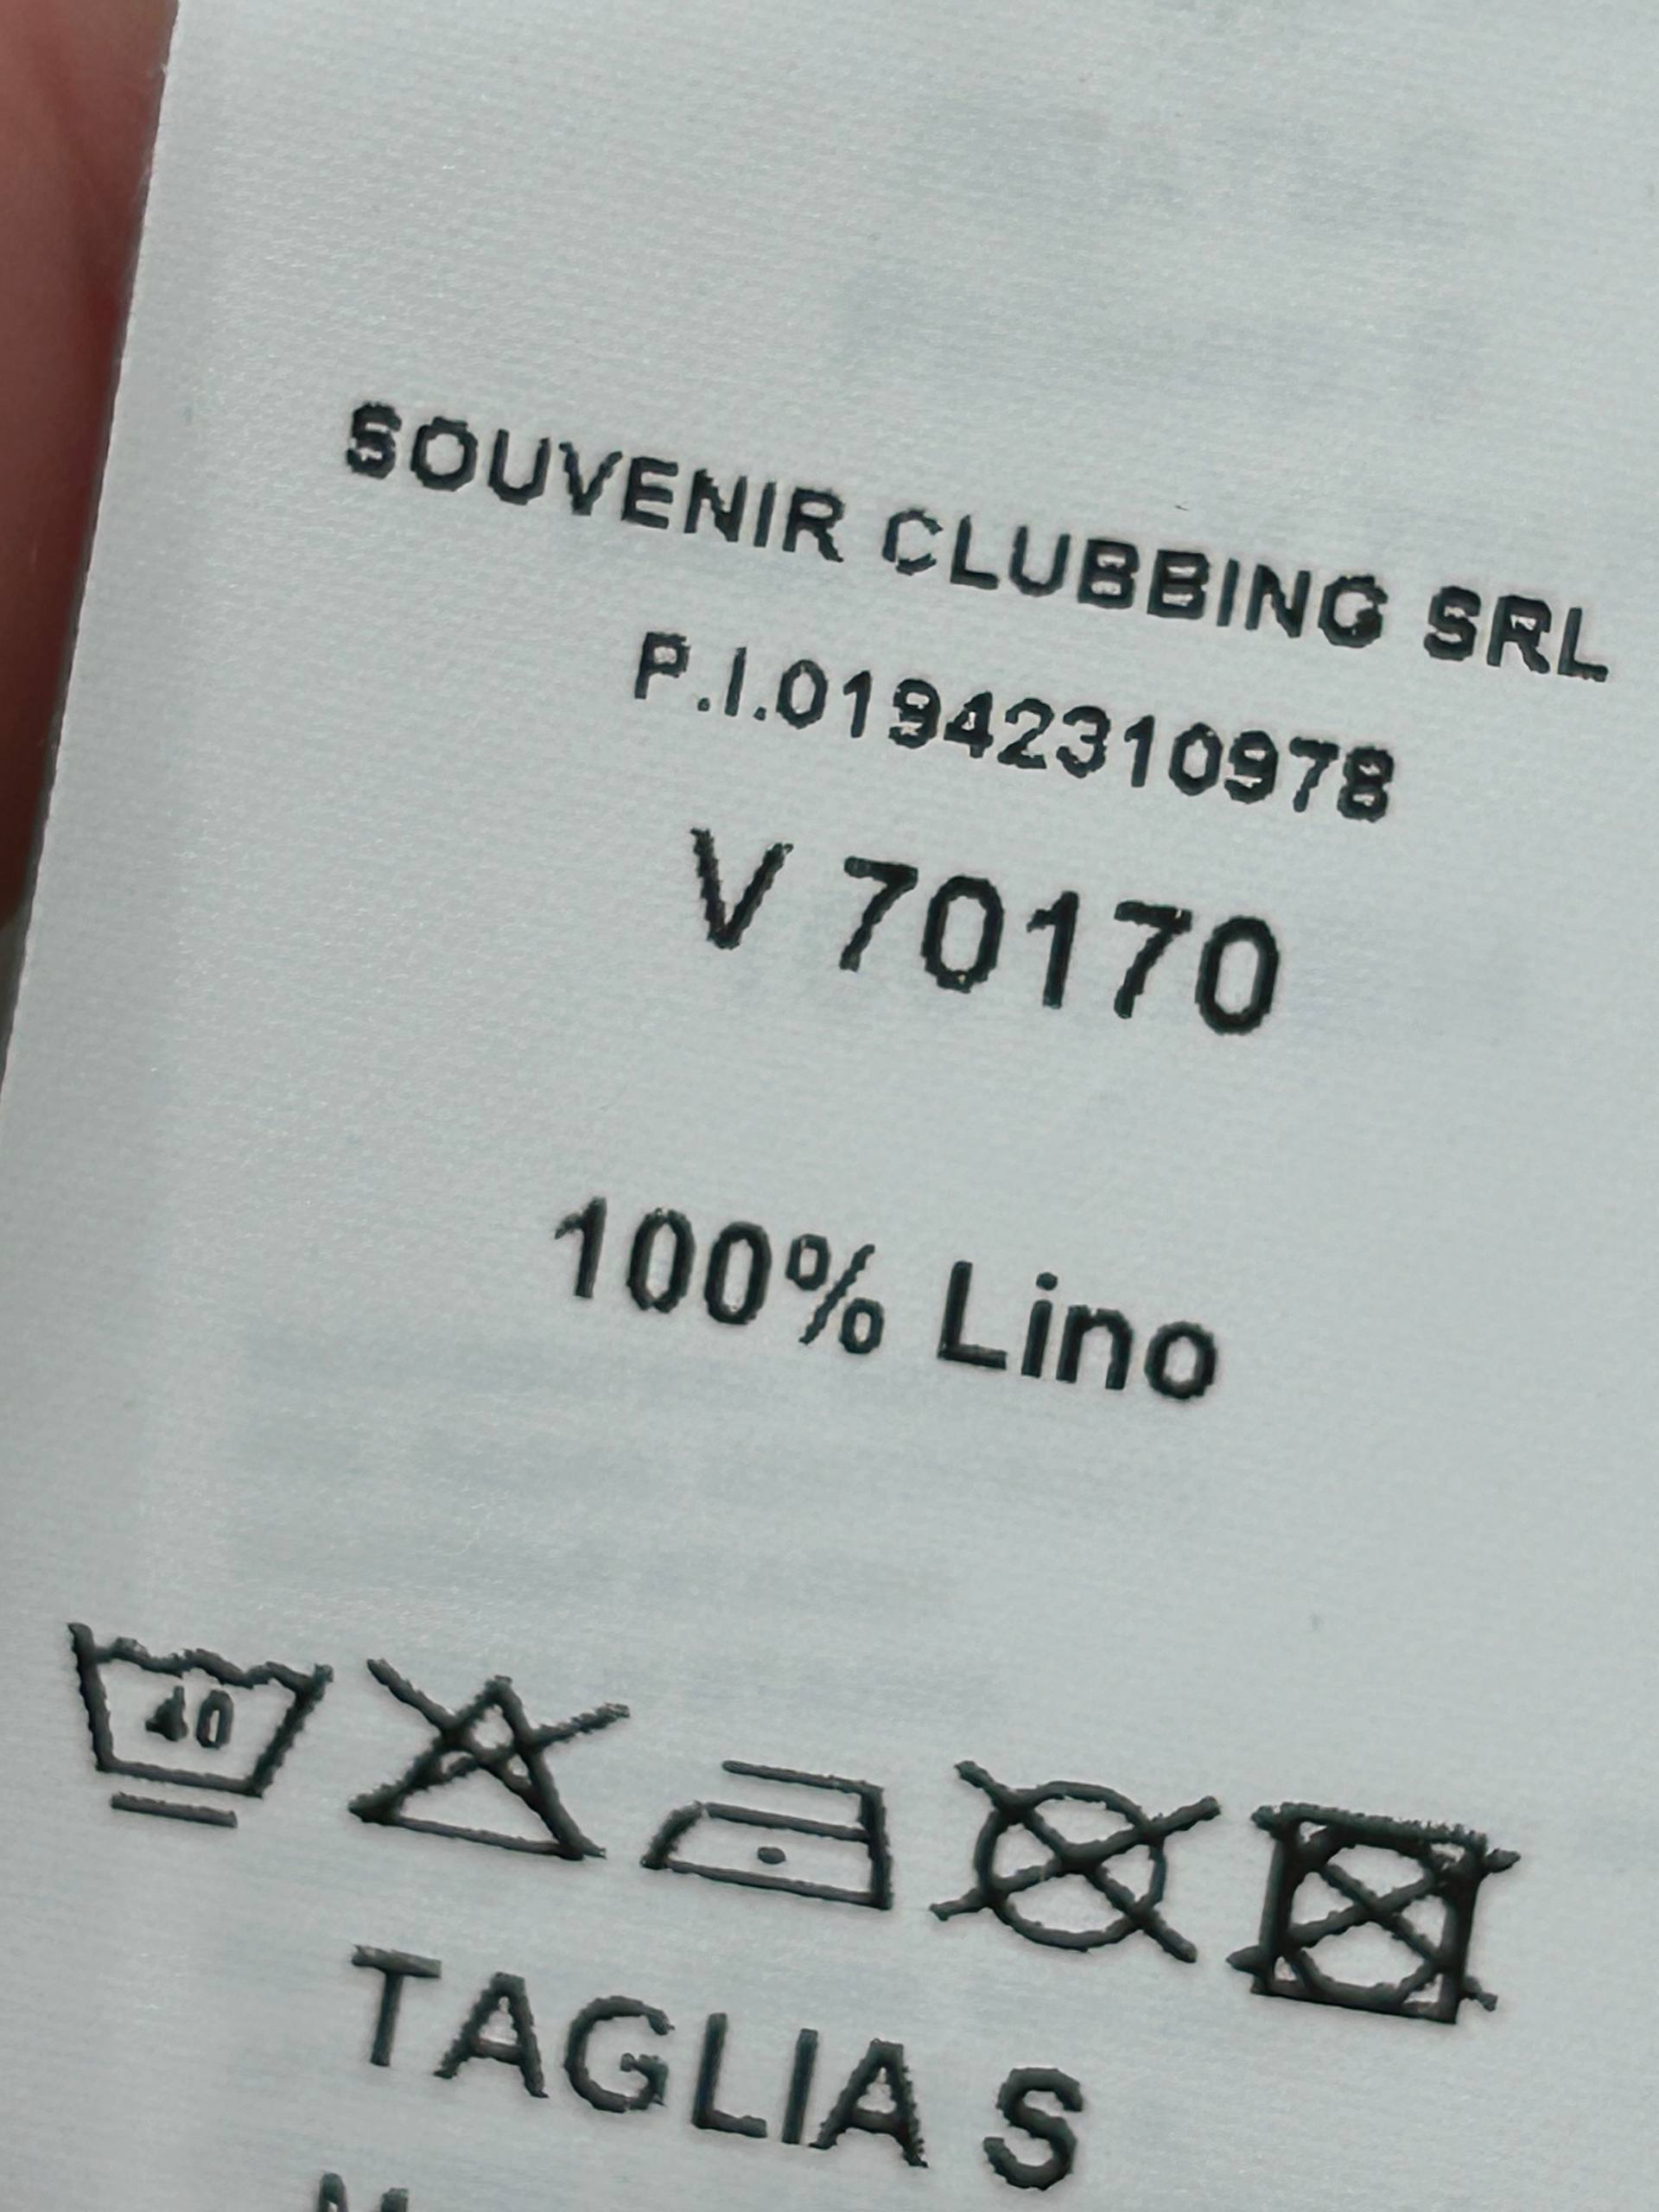 SOUVENIR CLUBBING SRL
P.I.01942310978
V 70170
100% Lino
40
TAGLIA S